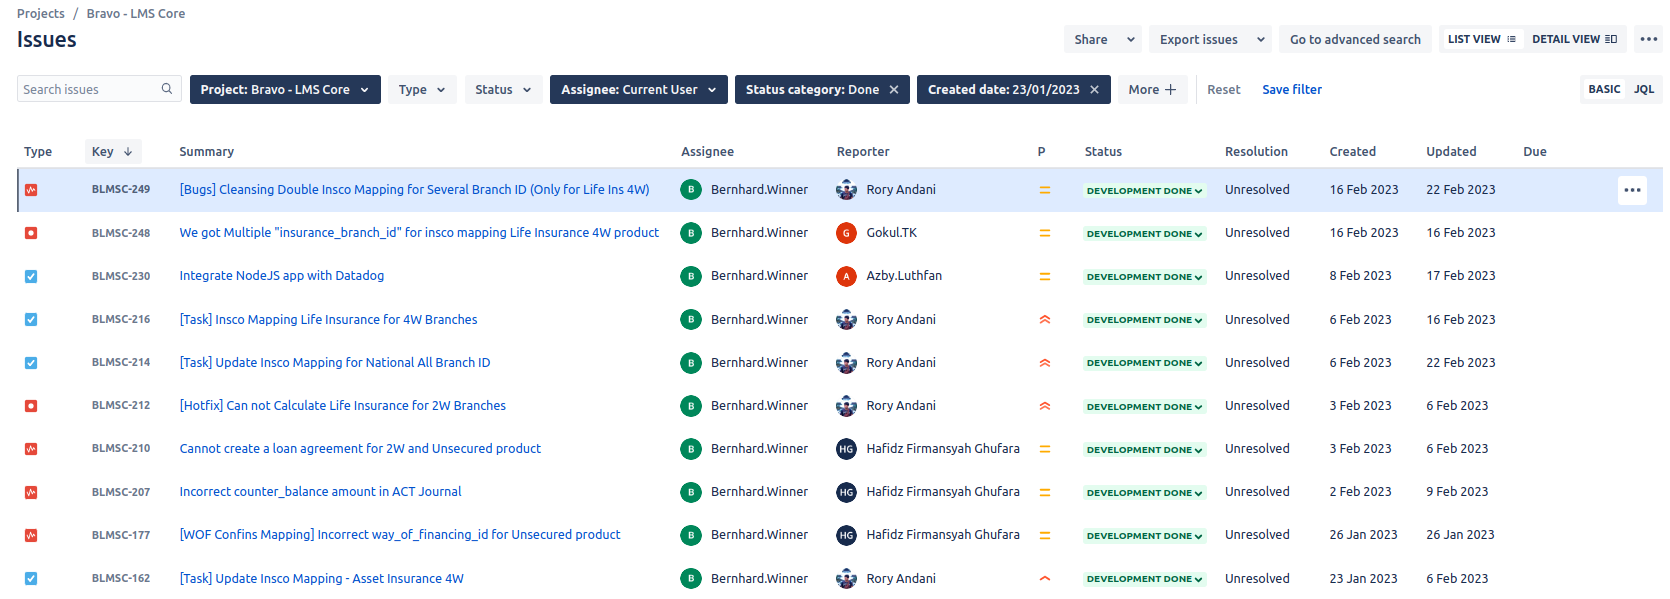 Projects / Bravo - LMS Core
Issues
Share Export issues Go to advanced search LIST VIEW DETAIL VIEW
Search issues Project: Bravo - LMS Core Type Status Assignee: Current User Status category: Done Created date: 23/01/2023 More Reset Save filter BASIC JQL
Type Key Summary Assignee Reporter P Status Resolution Created Updated Due
BLMSC-249 [Bugs] Cleansing Double Insco Mapping for Several Branch ID (Only for Life Ins 4W) B Bernhard.Winner Rory Andani DEVELOPMENT DONE Unresolved 16 Feb 2023 22 Feb 2023
BLMSC-248 We got Multiple "insurance_branch_id" for insco mapping Life Insurance 4W product B Bernhard.Winner G Gokul.TK DEVELOPMENT DONE Unresolved 16 Feb 2023 16 Feb 2023
BLMSC-230 Integrate NodeJS app with Datadog B Bernhard.Winner A Azby.Luthfan DEVELOPMENT DONE Unresolved 8 Feb 2023 17 Feb 2023
BLMSC-216 [Task] Insco Mapping Life Insurance for 4W Branches B Bernhard.Winner Rory Andani DEVELOPMENT DONE Unresolved 6 Feb 2023 16 Feb 2023
BLMSC-214 [Task] Update Insco Mapping for National All Branch ID B Bernhard.Winner Rory Andani DEVELOPMENT DONE Unresolved 6 Feb 2023 22 Feb 2023
BLMSC-212 [Hotfix] Can not Calculate Life Insurance for 2W Branches B Bernhard.Winner Rory Andani DEVELOPMENT DONE Unresolved 3 Feb 2023 6 Feb 2023
BLMSC-210 Cannot create a loan agreement for 2W and Unsecured product B Bernhard.Winner HG Hafidz Firmansyah Ghufara DEVELOPMENT DONE Unresolved 3 Feb 2023 6 Feb 2023
BLMSC-207 Incorrect counter_balance amount in ACT Journal B Bernhard.Winner HG Hafidz Firmansyah Ghufara DEVELOPMENT DONE Unresolved 2 Feb 2023 9 Feb 2023
BLMSC-177 [WOF Confins Mapping] Incorrect way_of_financing_id for Unsecured product B Bernhard.Winner HG Hafidz Firmansyah Ghufara DEVELOPMENT DONE Unresolved 26 Jan 2023 26 Jan 2023
BLMSC-162 [Task] Update Insco Mapping - Asset Insurance 4W B Bernhard.Winner Rory Andani DEVELOPMENT DONE Unresolved 23 Jan 2023 6 Feb 2023